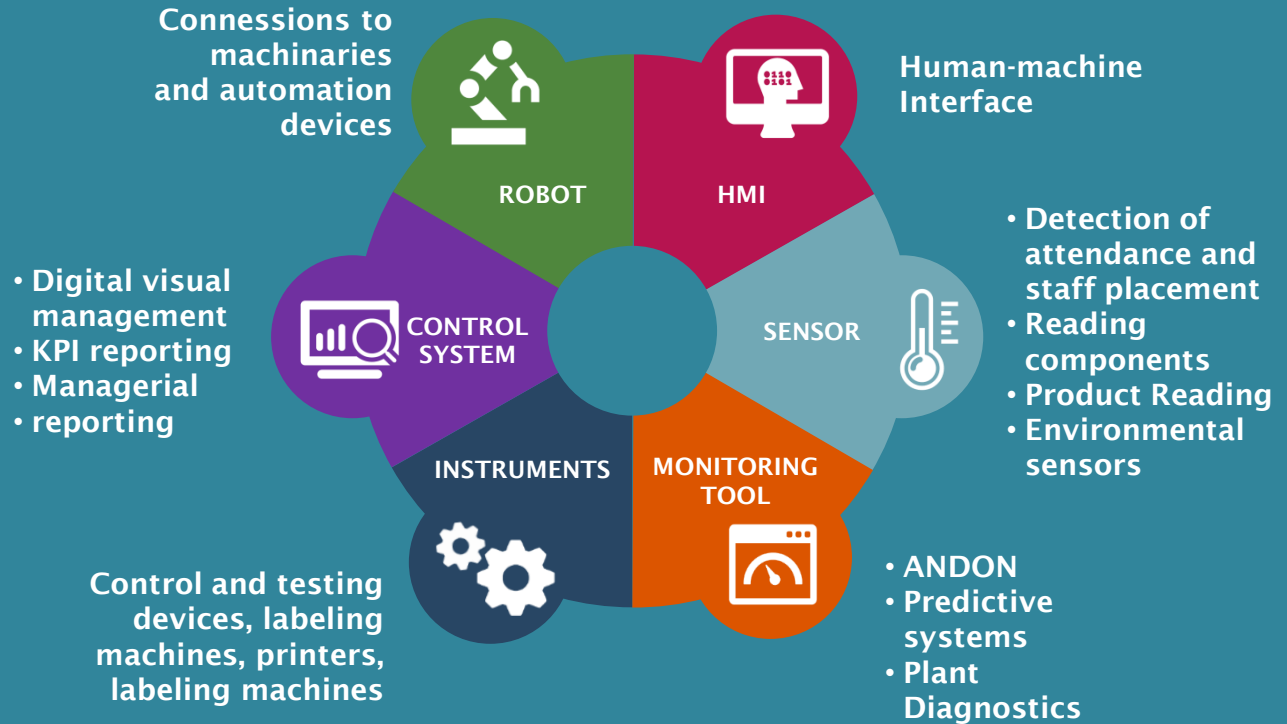 Connessions to
machinaries
and automation
devices
ROBOT
HMI
0110
0101
Human-machine
Interface
• Digital visual
management
• KPI reporting
• Managerial
• reporting
CONTROL
SYSTEM
SENSOR
• Detection of
attendance and
staff placement
• Reading
components
• Product Reading
• Environmental
sensors
INSTRUMENTS
MONITORING
TOOL
Control and testing
devices, labeling
machines, printers,
labeling machines
• ANDON
• Predictive
systems
• Plant
Diagnostics